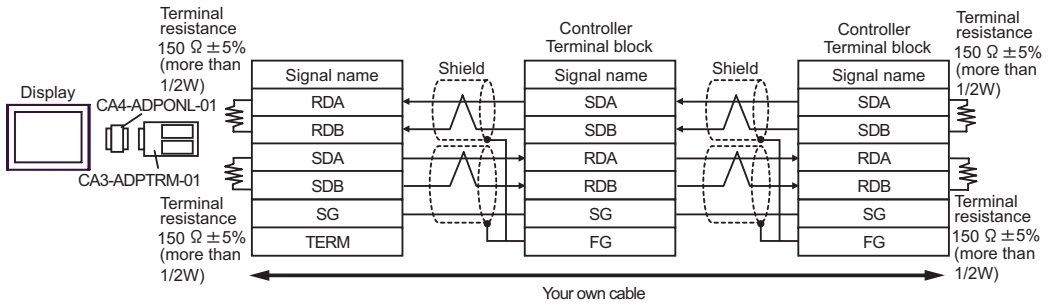 Terminal
resistance
150 Ω ±5%
(more than
1/2W)
Controller
Terminal block
Controller
Terminal block
Terminal
resistance
150 Ω ±5%
(more than
1/2W)
Display
CA4-ADPONL-01
CA3-ADPTRM-01
Signal name
RDA
RDB
SDA
SDB
SG
TERM
Shield
Signal name
SDA
SDB
RDA
RDB
SG
FG
Shield
Signal name
SDA
SDB
RDA
RDB
SG
FG
Terminal
resistance
150 Ω ±5%
(more than
1/2W)
Terminal
resistance
150 Ω ±5%
(more than
1/2W)
Your own cable